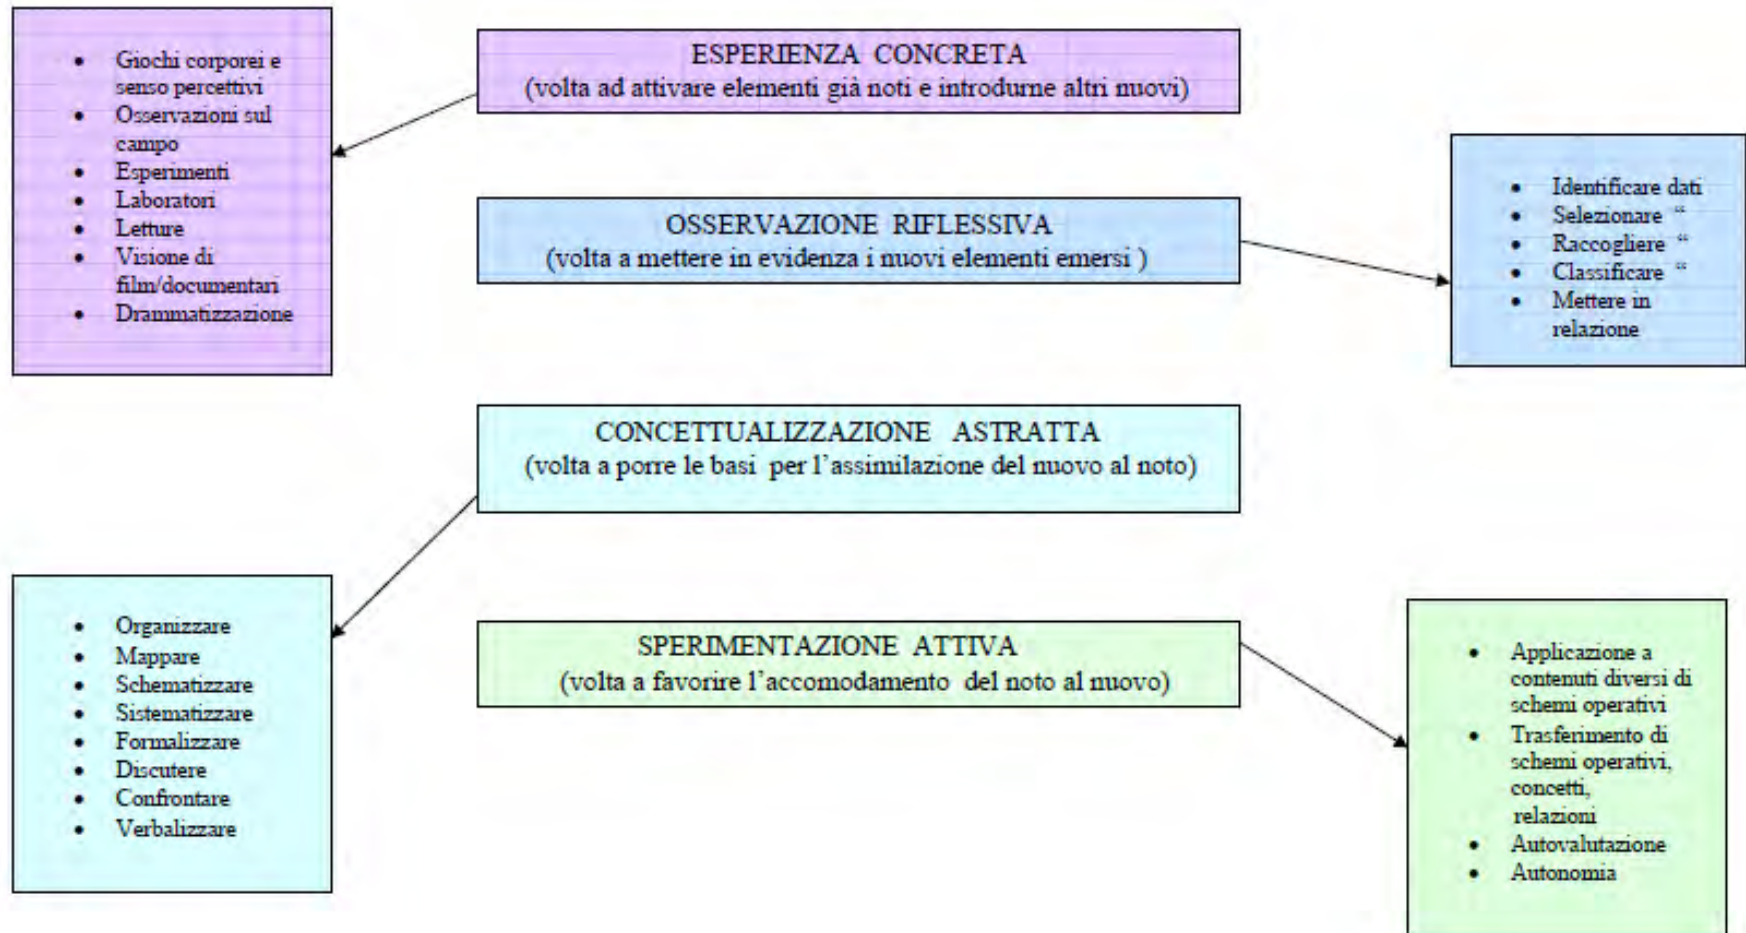 • Giochi corporei e
senso percettivi
• Osservazioni sul
campo
• Esperimenti
• Laboratori
• Letture
• Visione di
film/documentari
• Drammatizzazione
ESPERIENZA CONCRETA
(volta ad attivare elementi già noti e introdurne altri nuovi)
OSSERVAZIONE RIFLESSIVA
(volta a mettere in evidenza i nuovi elementi emersi )
• Identificare dati
• Selezionare “
• Raccogliere “
• Classificare “
• Mettere in
relazione
CONCETTUALIZZAZIONE ASTRATTA
(volta a porre le basi per l’assimilazione del nuovo al noto)
• Organizzare
• Mappare
• Schematizzare
• Sistematizzare
• Formalizzare
• Discutere
• Confrontare
• Verbalizzare
SPERIMENTAZIONE ATTIVA
(volta a favorire l’accomodamento del noto al nuovo)
• Applicazione a
contenuti diversi di
schemi operativi
• Trasferimento di
schemi operativi,
concetti,
relazioni
• Autovalutazione
• Autonomia